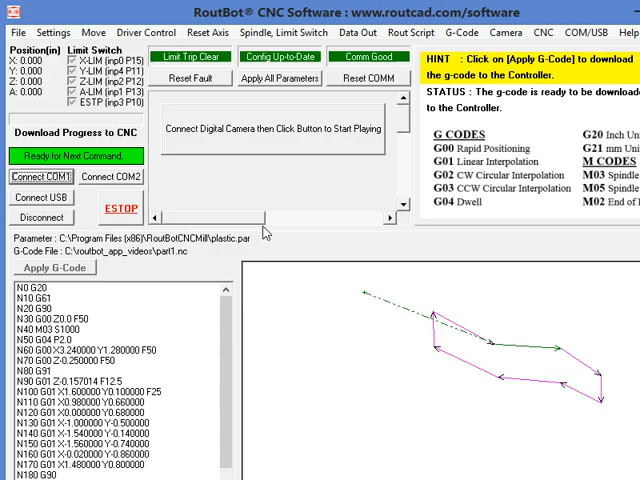 RoutBot® CNC Software : www.routcad.com/software
File Settings Move Driver Control Reset Axis Spindle, Limit Switch Data Out Rout Script G-Code Camera CNC COM/USB Help
Position(in)
X: 0.000
Y: 0.000
Z: 0.000
A: 0.000
Limit Switch
X-LIM (inp0 P15)
Y-LIM (inp4 P11)
Z-LIM (inp2 P12)
A-LIM (inp1 P13)
ESTP (inp3 P10)
Download Progress to CNC
Ready for Next Command.
Connect COM1 Connect COM2
Connect USB
ESTOP
Disconnect
Limit Trip Clear Config Up-to-Date Comm Good
Reset Fault Apply All Parameters Reset COMM
Connect Digital Camera then Click Button to Start Playing
HINT : Click on [Apply G-Code] to download
the g-code to the Controller.
STATUS : The g-code is ready to be download
to the Controller.
G CODES
G00 Rapid Positioning
G01 Linear Interpolation
G02 CW Circular Interpolation
G03 CCW Circular Interpolation
G04 Dwell
G20 Inch Un
G21 mm Uni
M CODES
M03 Spindle
M05 Spindle
M02 End of
Parameter : C:\Program Files (x86)\RoutBotCNCMill\plastic.par
G-Code File : C:\routbot_app_videos\part1.nc
Apply G-Code
N0 G20
N10 G61
N20 G90
N30 G00 Z0.0 F50
N40 M03 S1000
N50 G04 P2.0
N60 G00 X3.240000 Y1.280000 F50
N70 G00 Z-0.250000 F50
N80 G91
N90 G01 Z-0.157014 F12.5
N100 G01 X1.600000 Y0.100000 F25
N110 G01 X0.980000 Y0.660000
N120 G01 X0.000000 Y0.680000
N130 G01 X-1.000000 Y-0.500000
N140 G01 X-1.540000 Y-0.140000
N150 G01 X-1.560000 Y-0.740000
N160 G01 X-0.020000 Y-0.860000
N170 G01 X1.480000 Y0.800000
N180 G90